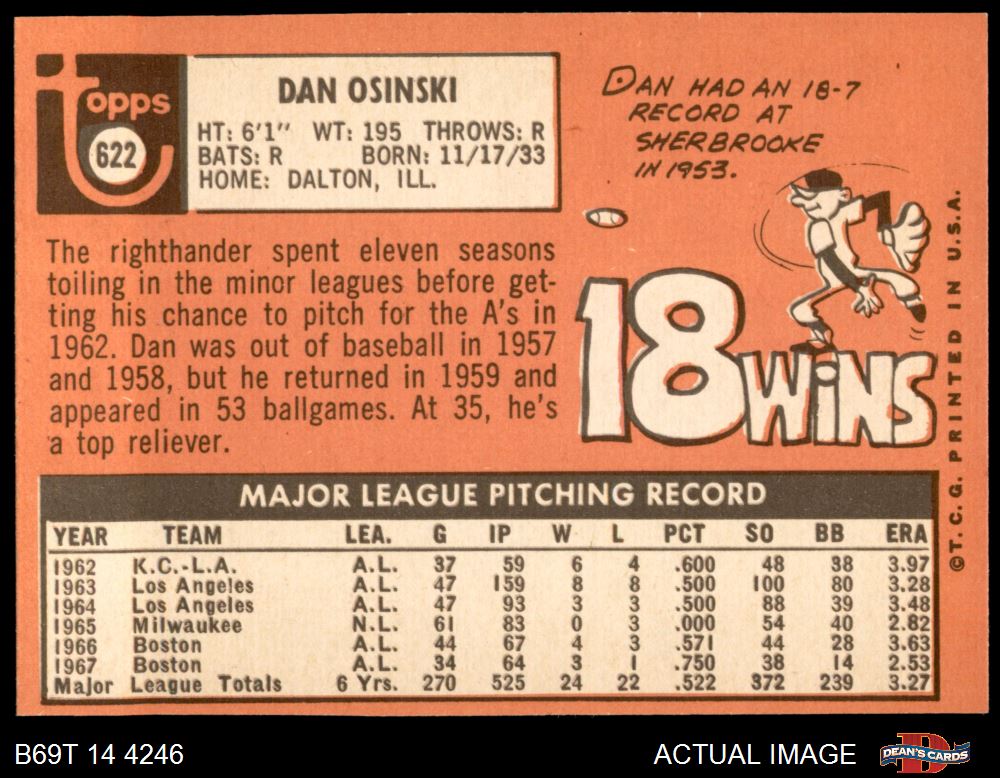 Topps
622
DAN OSINSKI
HT: 6'1" WT: 195 THROWS: R
BATS: R BORN: 11/17/33
HOME: DALTON, ILL.
DAN HAD AN 18-7
RECORD AT
SHERBROOKE
IN 1953.
The righthander spent eleven seasons
toiling in the minor leagues before get-
ting his chance to pitch for the A's in
1962. Dan was out of baseball in 1957
and 1958, but he returned in 1959 and
appeared in 53 ballgames. At 35, he's
a top reliever.
18 WINS
©T. C. G. PRINTED IN U.S.A.
MAJOR LEAGUE PITCHING RECORD
YEAR TEAM LEA. G IP W L PCT SO BB ERA
1962 K.C.-L.A. A.L. 37 59 6 4 .600 48 38 3.97
1963 Los Angeles A.L. 47 159 8 8 .500 100 80 3.28
1964 Los Angeles A.L. 47 93 3 3 .500 88 39 3.48
1965 Milwaukee N.L. 61 83 0 3 .000 54 40 2.82
1966 Boston A.L. 44 67 4 3 .571 44 28 3.63
1967 Boston A.L. 34 64 3 1 .750 38 14 2.53
Major League Totals 6 Yrs. 270 525 24 22 .522 372 239 3.27
B69T 14 4246
ACTUAL IMAGE
DEAN'S CARDS